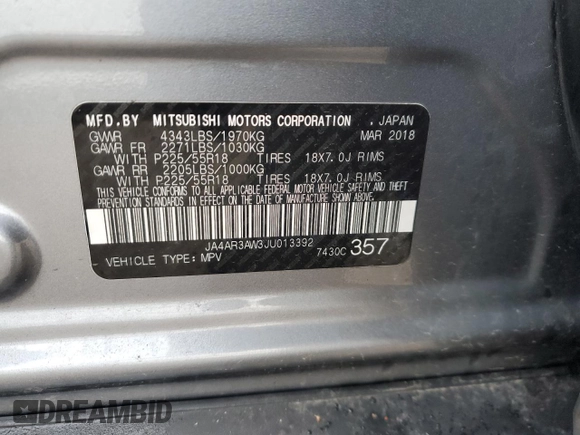 MFD.BY MITSUBISHI MOTORS CORPORATION , JAPAN
GVWR 4343LBS/1970KG MAR 2018
GAWR FR 2271LBS/1030KG
WITH P225/55R18 TIRES 18X7.0J RIMS
GAWR RR 2205LBS/1000KG
WITH P225/55R18 TIRES 18X7.0J RIMS
THIS VEHICLE CONFORMS TO ALL APPLICABLE FEDERAL MOTOR VEHICLE SAFETY, AND THEFT
PREVENTION STANDARDS IN EFFECT ON THE DATE OF MANUFACTURE SHOWN ABOVE.
JA4AR3AW3JU013392
VEHICLE TYPE: MPV 7430C 357
DREAMBID